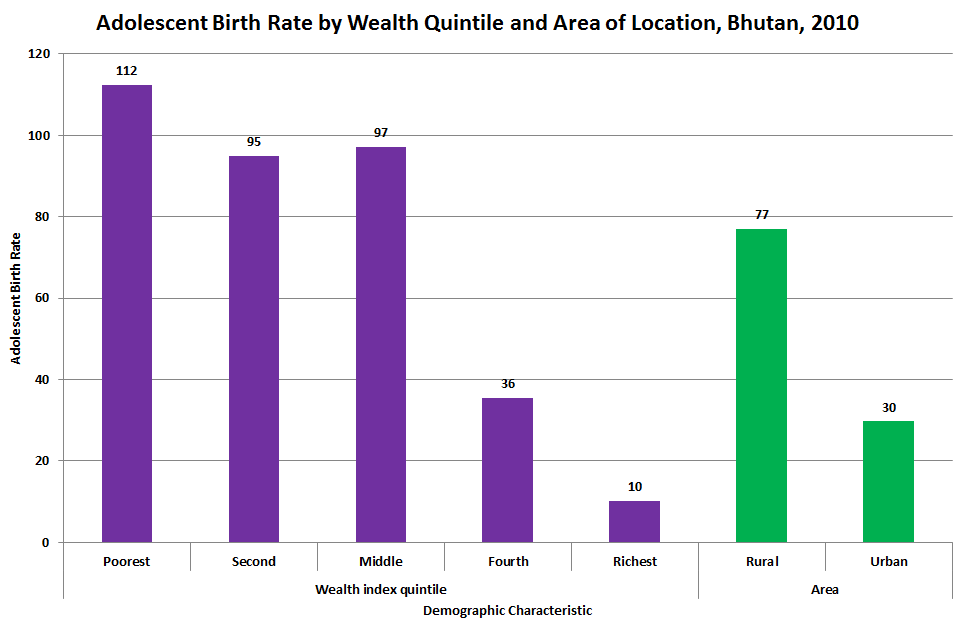 Adolescent Birth Rate by Wealth Quintile and Area of Location, Bhutan, 2010
120
100
80
60
40
20
0
Adolescent Birth Rate
112
95
97
36
10
77
30
Poorest
Second
Middle
Fourth
Richest
Rural
Urban
Wealth index quintile
Area
Demographic Characteristic